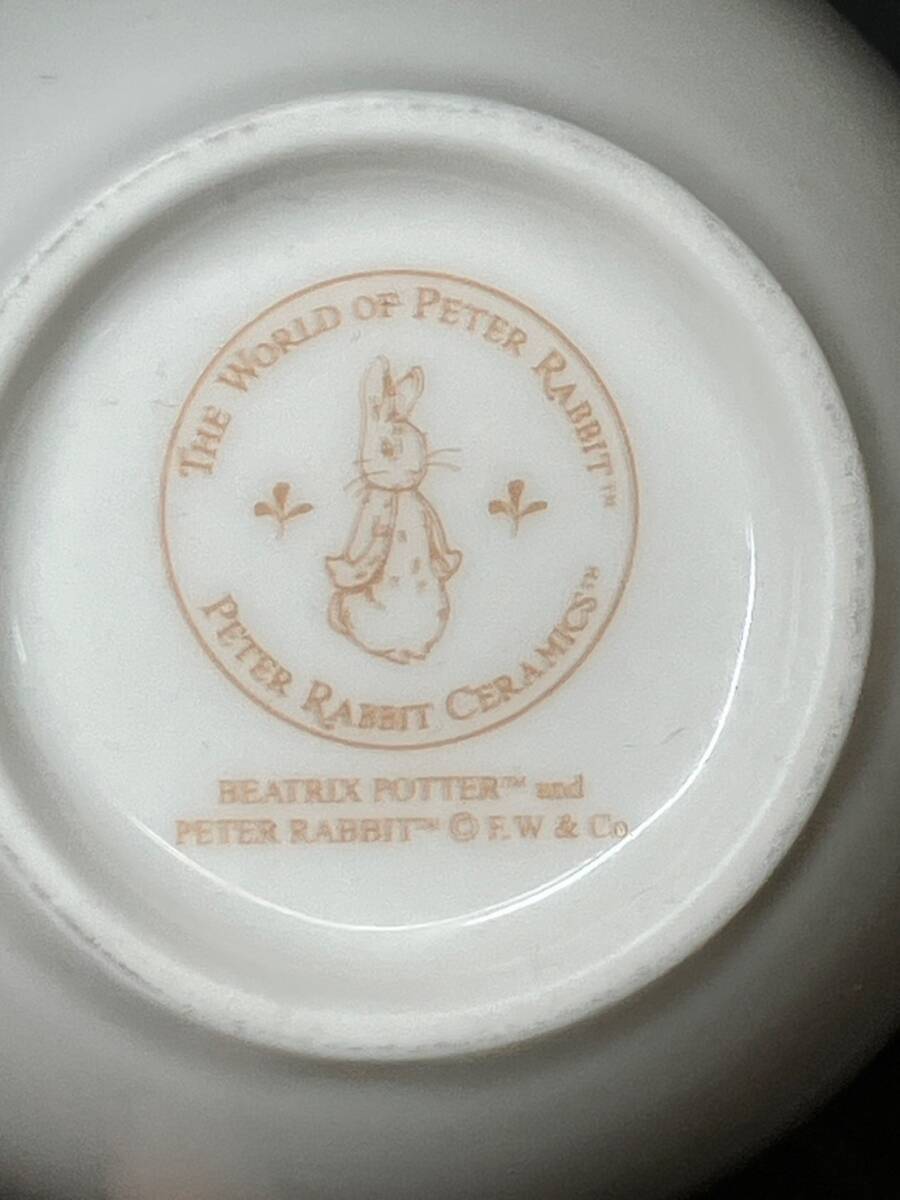 THE WORLD OF PETER RABBIT™
PETER RABBIT CERAMICS™
BEATRIX POTTER™ and
PETER RABBIT™ © F. W & Co.